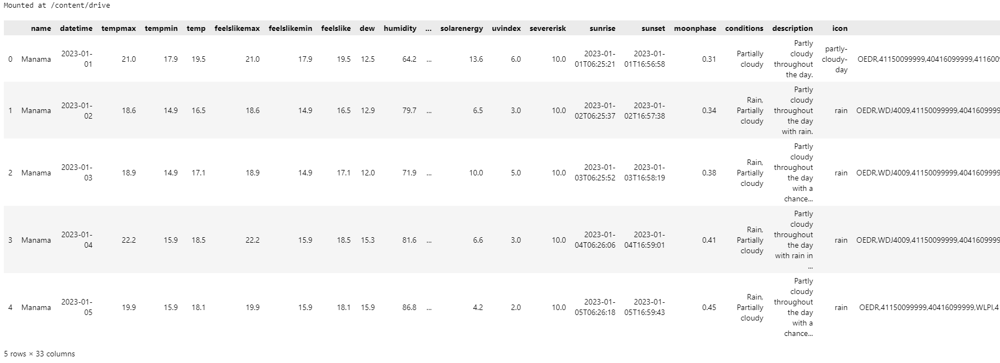 Mounted at /content/drive
name datetime tempmax tempmin temp feelslikemax feelslikemin feelslike dew humidity ... solarenergy uvindex severerisk sunrise sunset moonphase conditions description icon
0 Manama 2023-01-01 21.0 17.9 19.5 21.0 17.9 19.5 12.5 64.2 ... 13.6 6.0 10.0 2023-01-01T06:25:21 2023-01-01T16:56:58 0.31 Partially cloudy Partly cloudy throughout the day. partly-cloudy-day OEDR,41150099999,40416099999,411600
1 Manama 2023-01-02 18.6 14.9 16.5 18.6 14.9 16.5 12.9 79.7 ... 6.5 3.0 10.0 2023-01-02T06:25:37 2023-01-02T16:57:38 0.34 Rain, Partially cloudy Partly cloudy throughout the day with rain. rain OEDR,WDJ4009,41150099999,4041609999
2 Manama 2023-01-03 18.9 14.9 17.1 18.9 14.9 17.1 12.0 71.9 ... 10.0 5.0 10.0 2023-01-03T06:25:52 2023-01-03T16:58:19 0.38 Rain, Partially cloudy Partly cloudy throughout the day with a chance... rain OEDR,WDJ4009,41150099999,4041609999
3 Manama 2023-01-04 22.2 15.9 18.5 22.2 15.9 18.5 15.3 81.6 ... 6.6 3.0 10.0 2023-01-04T06:26:06 2023-01-04T16:59:01 0.41 Rain, Partially cloudy Partly cloudy throughout the day with rain in ... rain OEDR,WDJ4009,41150099999,4041609999
4 Manama 2023-01-05 19.9 15.9 18.1 19.9 15.9 18.1 15.9 86.8 ... 4.2 2.0 10.0 2023-01-05T06:26:18 2023-01-05T16:59:43 0.45 Rain, Partially cloudy Partly cloudy throughout the day with a chance... rain OEDR,41150099999,40416099999,WLPI,4
5 rows × 33 columns